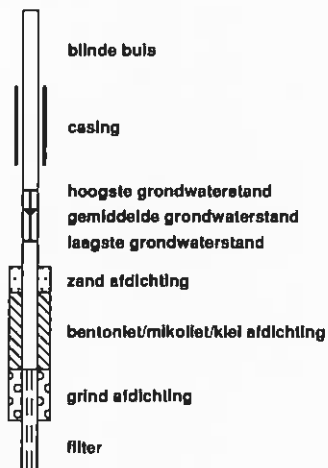 blinde buis
casing
hoogste grondwaterstand
gemiddelde grondwaterstand
laagste grondwaterstand
zand afdichting
bentoniet/mikoliet/klei afdichting
grind afdichting
filter